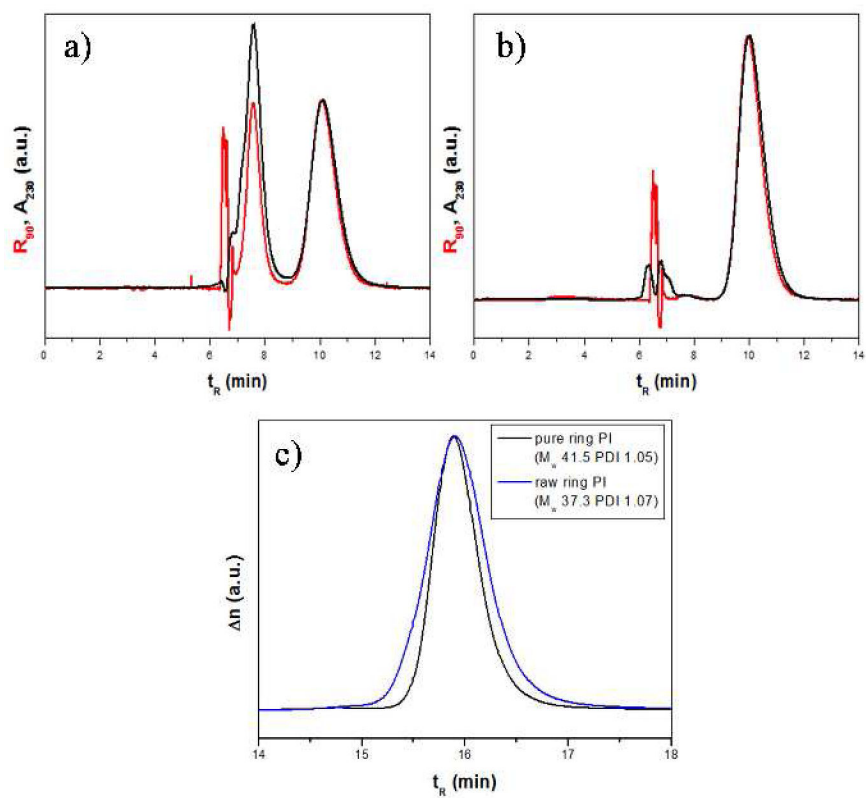 a)
R90, A230 (a.u.)
0 2 4 6 8 10 12 14
tR (min)
b)
R90, A230 (a.u.)
0 2 4 6 8 10 12 14
tR (min)
c)
pure ring PI
(Mw 41.5 PDI 1.05)
raw ring PI
(Mw 37.3 PDI 1.07)
Δn (a.u.)
14 15 16 17 18
tR (min)